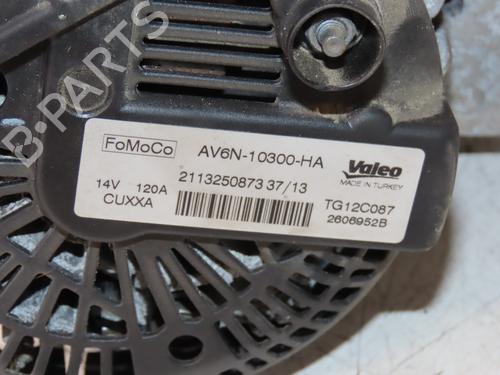 B-PARTS
FoMoCo
AV6N-10300-HA
Valeo
MADE IN TURKEY
14V 120A
2113250873 37/13
TG12C087
CUXXA
2606952B